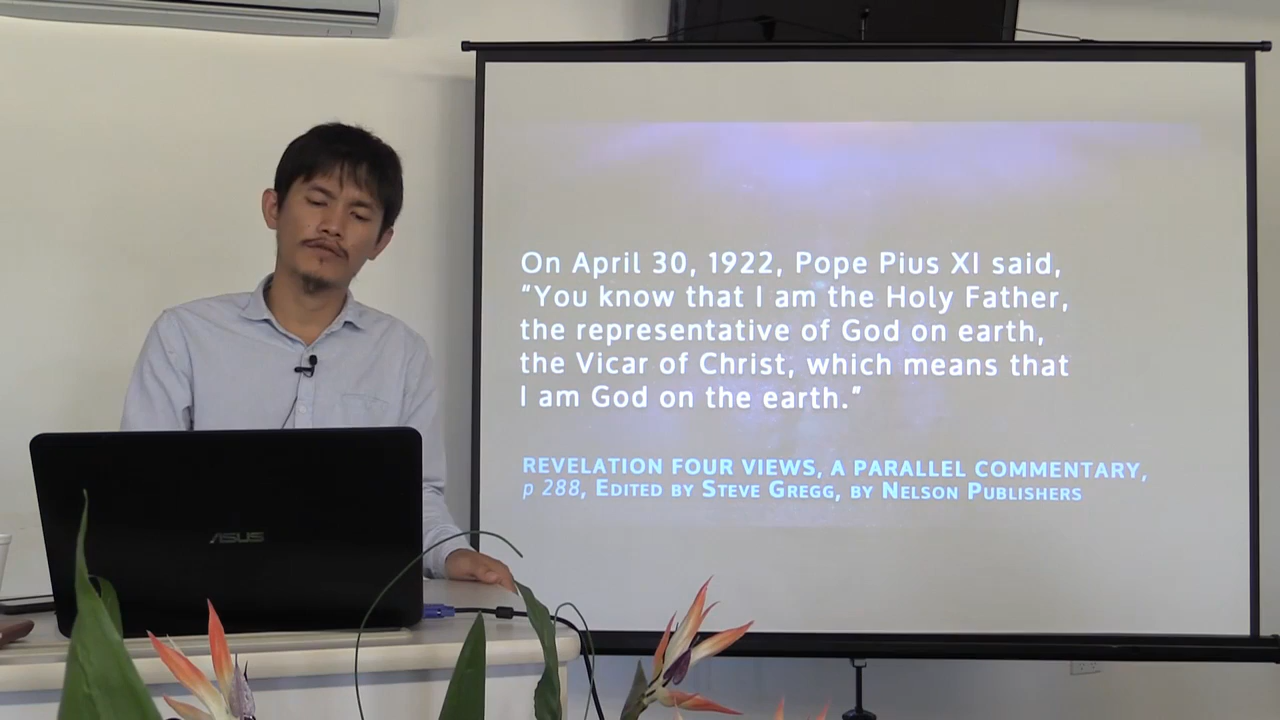 On April 30, 1922, Pope Pius XI said,
“You know that I am the Holy Father,
the representative of God on earth,
the Vicar of Christ, which means that
I am God on the earth.”
REVELATION FOUR VIEWS, A PARALLEL COMMENTARY,
p 288, EDITED BY STEVE GREGG, BY NELSON PUBLISHERS
ASUS